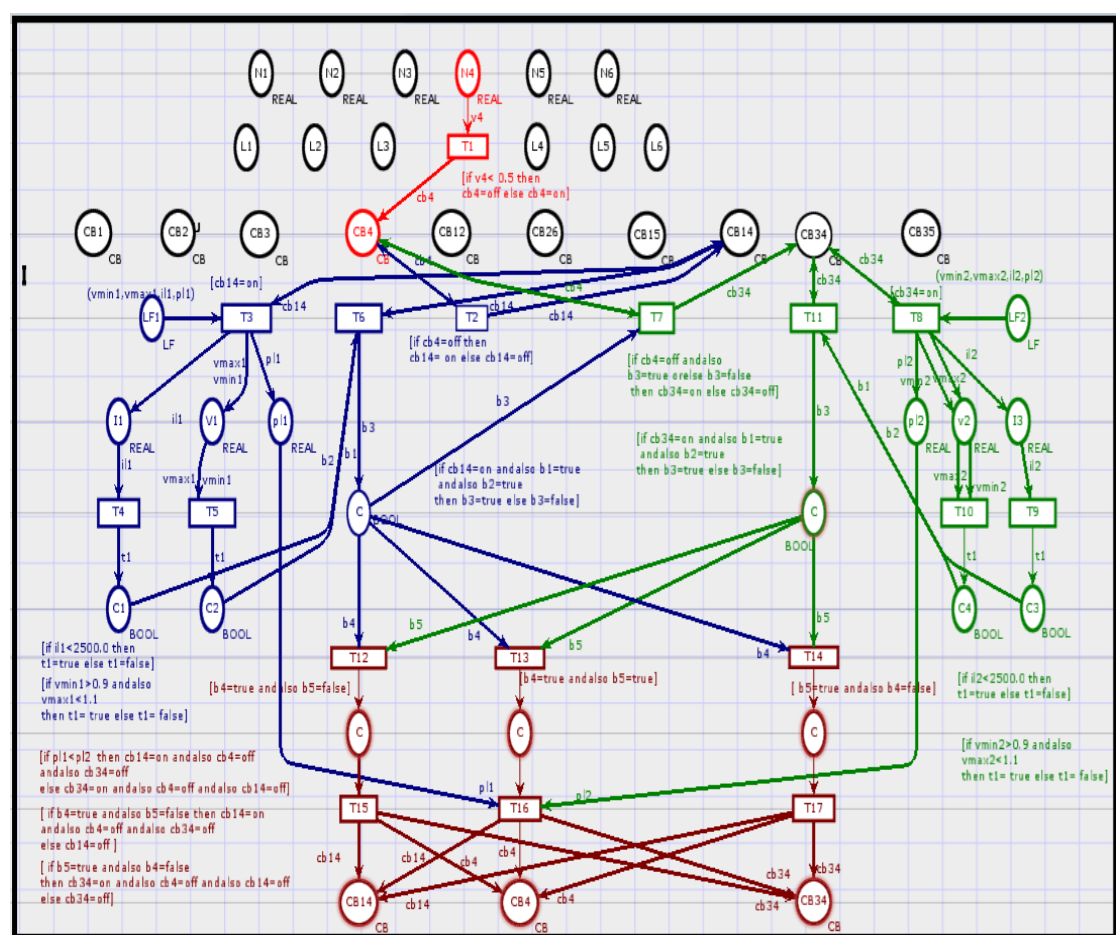 N1 N2 N3 N4 N5 N6
REAL REAL REAL REAL REAL REAL
v4
L1 L2 L3 T1 L4 L5 L6
[if v4< 0.5 then
cb4=off else cb4=on]
cb4
CB1 CB2 CB3 CB4 CB12 CB26 CB15 CB14 CB34 CB35
CB CB CB CB CB CB CB CB CB CB
cb4 cb34 cb34
[cb14=on] [cb34=on]
(vmin1,vmax1,il1,pl1) (vmin2,vmax2,il2,pl2)
cb14 cb14 cb14 cb4 cb34
LF1 T3 T6 T2 T7 T11 T8 LF2
LF LF
[if cb4=off then
cb14= on else cb14=off]
[if cb4=off andalso
b3=true orelse b3=false
then cb34=on else cb34=off]
vmax1
vmin1
pl1
pl2
vmin2 vmax2
il2
b1
b3
I1 il1 V1 pl1 pl2 v2 I3
REAL REAL REAL REAL REAL REAL
b3 b1 b2 b3 b2
[if cb34=on andalso b1=true
andalso b2=true
then b3=true else b3=false]
[if cb14=on andalso b1=true
andalso b2=true
then b3=true else b3=false]
il1 vmax1 vmin1 vmax2 vmin2 il2
T4 T5 C C T10 T9
BOOL BOOL
t1 t1 t1 t1
C1 C2 C4 C3
BOOL BOOL BOOL BOOL
b4 b5 b4 b5 b5 b4
[if il1<2500.0 then
t1=true else t1=false]
T12 T13 T14
[b4=true andalso b5=false] [b4=true andalso b5=true] [ b5=true andalso b4=false]
[if vmin1>0.9 andalso
vmax1<1.1
then t1= true else t1= false]
[if il2<2500.0 then
t1=true else t1=false]
C C C
[if vmin2>0.9 andalso
vmax2<1.1
then t1= true else t1= false]
[if pl1<pl2 then cb14=on andalso cb4=off
andalso cb34=off
else cb34=on andalso cb4=off andalso cb14=off]
pl1 pl2
T15 T16 T17
[ if b4=true andalso b5=false then cb14=on
andalso cb4=off andalso cb34=off
else cb14=off ]
cb14 cb14 cb4 cb4 cb34 cb34
[ if b5=true andalso b4=false
then cb34=on andalso cb4=off andalso cb14=off
else cb34=off]
cb14 cb4 cb34
CB14 CB4 CB34
CB CB CB